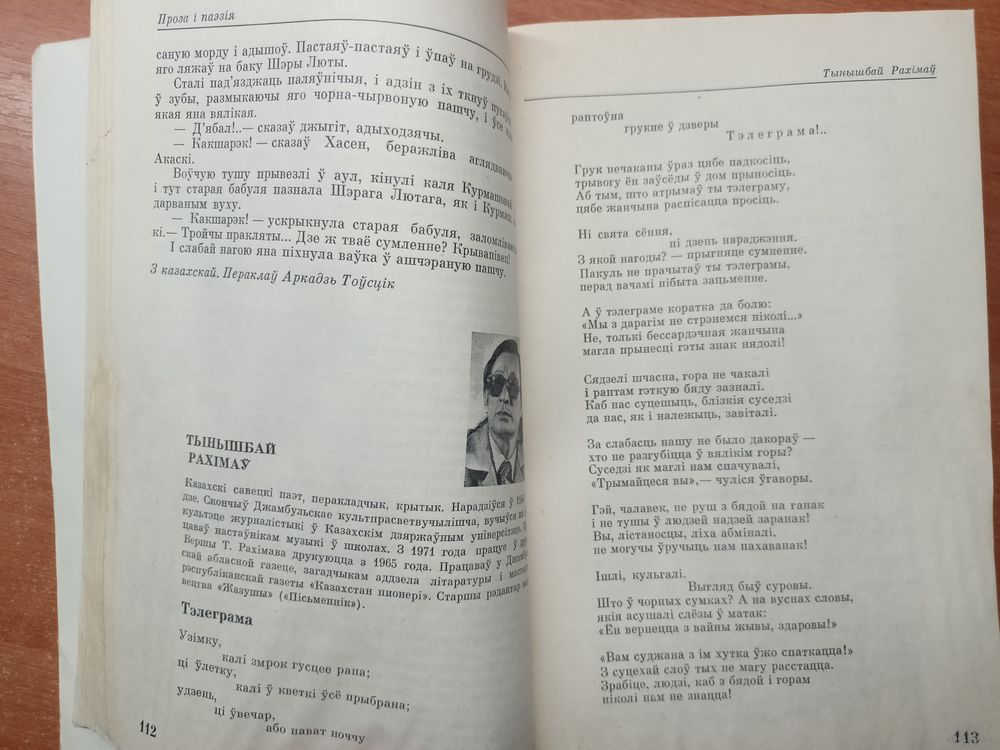 Проза і паэзія
саную морду і адышоў. Пастаяў-пастаяў і ўпаў на грудзі.
яго ляжаў на баку Шэры Люты.
Сталі пад'язджаць паляўнічыя, і адзін з іх ткнуў
ў зубы, размыкаючы яго чорна-чырвоную пашчу, і ўсе
якая яна вялікая.
— Д'ябал!..— сказаў джыгіт, адыходзячы.
— Какшарэк! — сказаў Хасен, беражліва аглядваючы
Акаскі.
Воўчую тушу прывезлі ў аул, кінулі каля Курмашовай
і тут старая бабуля пазнала Шэрага Лютага, як і Курмаш,
дарваным вуху.
— Какшарэк! — ускрыкнула старая бабуля, заломліваючы
кі.— Тройчы пракляты... Дзе ж тваё сумленне? Крывапівец!
І слабай нагою яна піхнула ваўка ў ашчэраную пашчу.
З казахскай. Пераклаў Аркадзь Тоўсцік
ТЫНЫШБАЙ
РАХІМАЎ
Казахскі савецкі паэт, перакладчык, крытык. Нарадзіўся ў
дзе. Скончыў Джамбульскае культпрасветвучылішча, вучыўся на
культэце журналістыкі ў Казахскім дзяржаўным універсітэце.
цаваў настаўнікам музыкі ў школах. З 1971 года працуе ў
Вершы Т. Рахімава друкуюцца з 1965 года. Працаваў у
скай абласной газеце, загадчыкам аддзела літаратуры і
рэспубліканскай газеты «Казахстан пионері». Старшы рэдактар
вецтва «Жазушы» («Пісьменнік»).
Тэлеграма
Узімку,
калі змрок гусцее рана;
ці ўлетку,
калі ў кветкі ўсё прыбрана;
удзень,
ці ўвечар,
або нават ноччу
112
Тынышбай Рахімаў
раптоўна
грукне ў дзверы
Тэлеграма!..
Грук нечаканы ўраз цябе падкосіць,
трывогу ён заўсёды ў дом прыносіць.
Аб тым, што атрымаў ты тэлеграму,
цябе жанчына распісацца просіць.
Ні свята сёння,
ні дзень нараджэння.
З якой нагоды? — прыгняце сумненне.
Пакуль не прачытаў ты тэлеграмы,
перад вачамі нібыта зацьменне.
А ў тэлеграме коратка да болю:
«Мы з дарагім не стрэнемся ніколі...»
Не, толькі бессардэчная жанчына
магла прынесці гэты знак нядолі!
Сядзелі шчасна, гора не чакалі
і раптам гэткую бяду зазналі.
Каб нас суцешыць, блізкія суседзі
да нас, як і належыць, завіталі.
За слабасць нашу не было дакораў —
хто не разгубіцца ў вялікім горы?
Суседзі як маглі нам спачувалі,
«Трымайцеся вы»,— чуліся ўгаворы.
Гэй, чалавек, не руш з бядой на ганак
і не тушы ў людзей надзей заранак!
Вы, лістаносцы, ліха абміналі,
не могучы ўручыць нам пахаванак!
Ішлі, кульгалі.
Выгляд быў суровы.
Што ў чорных сумках? А на вуснах словы,
якія асушалі слёзы ў матак:
«Ён вернецца з вайны жывы, здаровы!»
«Вам суджана з ім хутка ўжо спаткацца!»
З суцехай слоў тых не магу расстацца.
Зрабіце, людзі, каб з бядой і горам
ніколі нам не знацца!
113